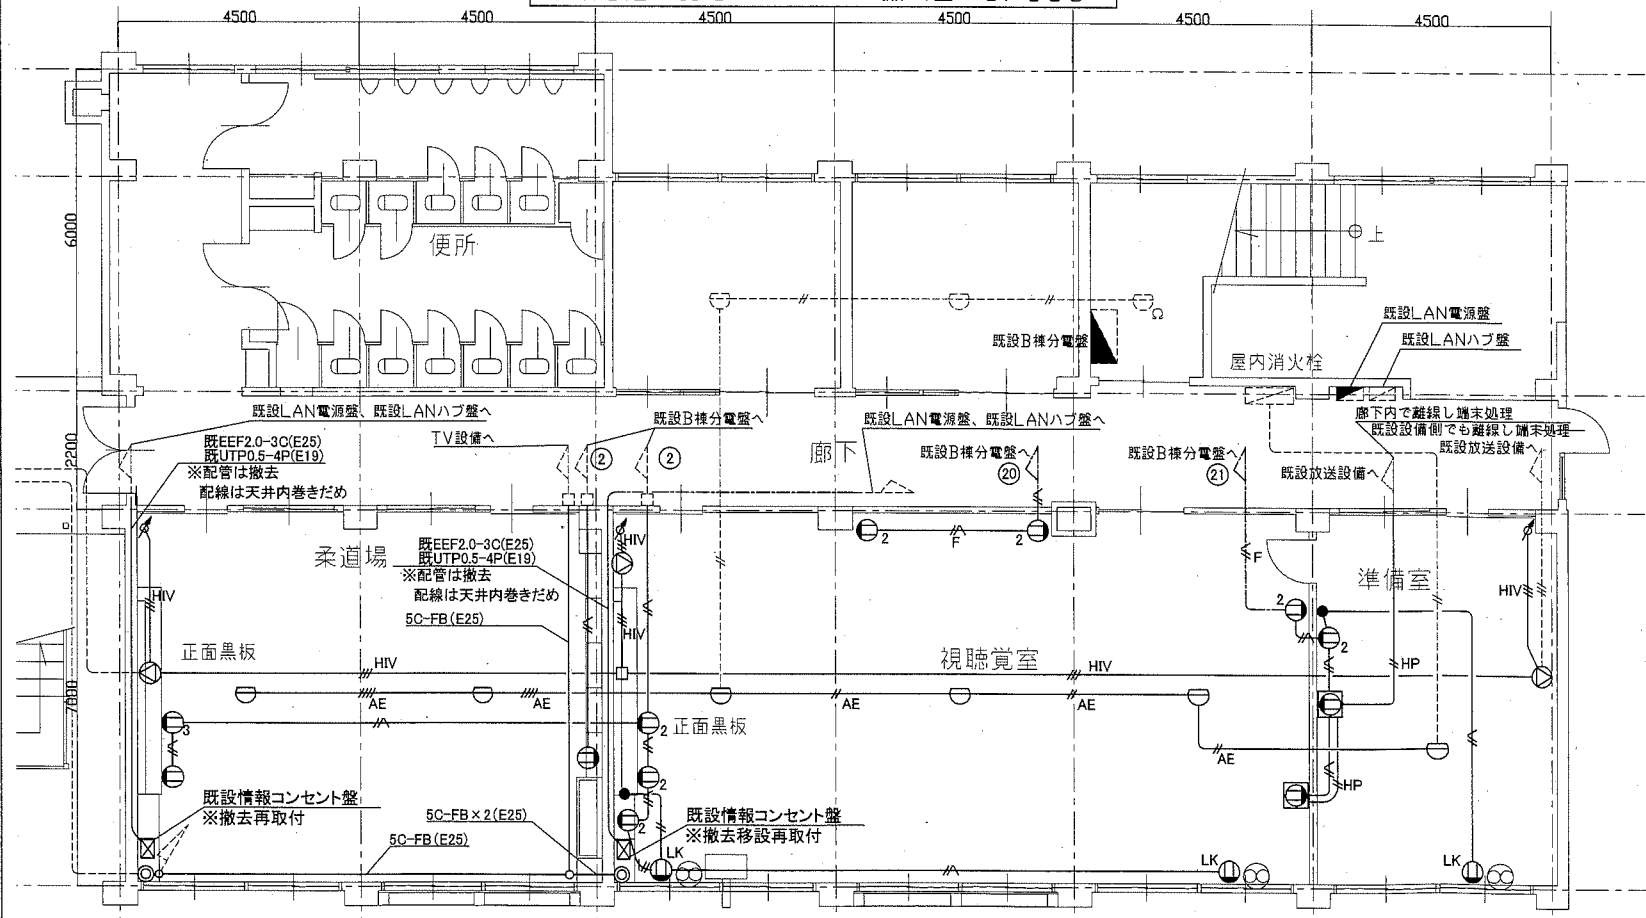 4500
4500
4500
4500
4500
4500
6000
便所
上
既設LAN電源盤
既設LANハブ盤
既設B棟分電盤
屋内消火栓
2200
既設LAN電源盤、既設LANハブ盤へ
既設B棟分電盤へ
既設LAN電源盤、既設LANハブ盤へ
廊下内で離線し端末処理
既設設備側でも離線し端末処理
既設放送設備へ
既EEF2.0-3C(E25)
既UTP0.5-4P(E19)
※配管は撤去
配線は天井内巻きだめ
TV設備へ
②
②
廊下
既設B棟分電盤へ
⑳
既設B棟分電盤へ
㉑
既設放送設備へ
柔道場
既EEF2.0-3C(E25)
既UTP0.5-4P(E19)
※配管は撤去
配線は天井内巻きだめ
5C-FB(E25)
HIV
HIV
HIV
2
F
2
F
準備室
HIV
2
2
正面黒板
HIV
視聴覚室
HIV
HP
7000
AE
AE
AE
AE
AE
3
2
正面黒板
2
HP
既設情報コンセント盤
※撤去再取付
5C-FB×2(E25)
5C-FB(E25)
2
既設情報コンセント盤
※撤去移設再取付
LK
LK
LK